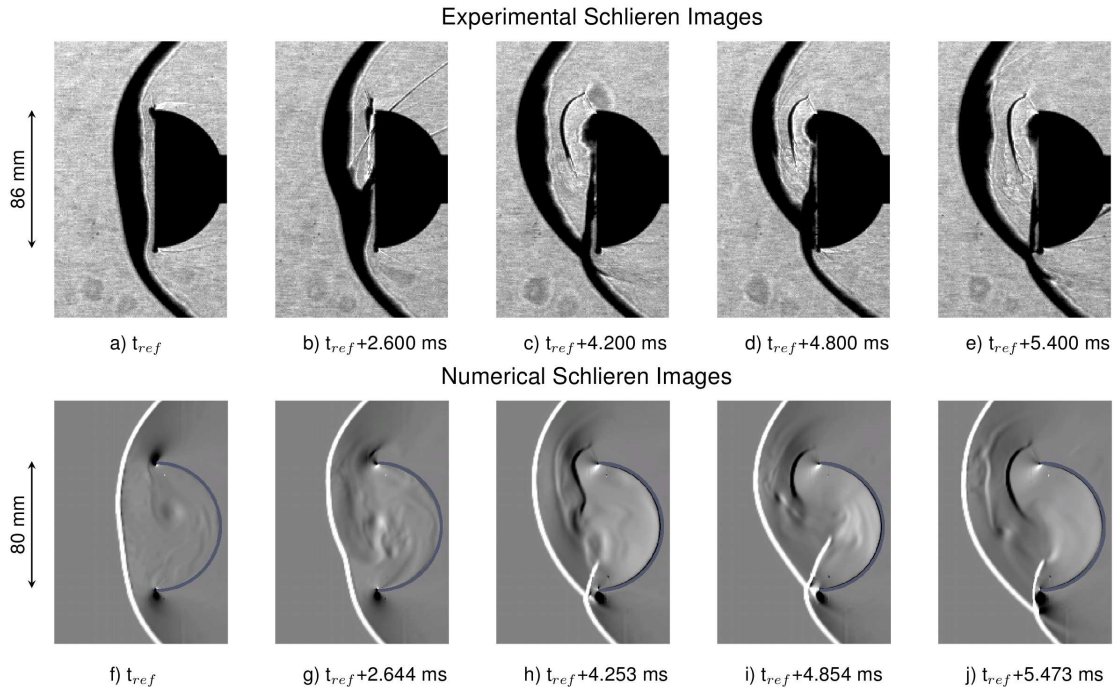 Experimental Schlieren Images
86 mm
a) t_ref
b) t_ref+2.600 ms
c) t_ref+4.200 ms
d) t_ref+4.800 ms
e) t_ref+5.400 ms
Numerical Schlieren Images
80 mm
f) t_ref
g) t_ref+2.644 ms
h) t_ref+4.253 ms
i) t_ref+4.854 ms
j) t_ref+5.473 ms